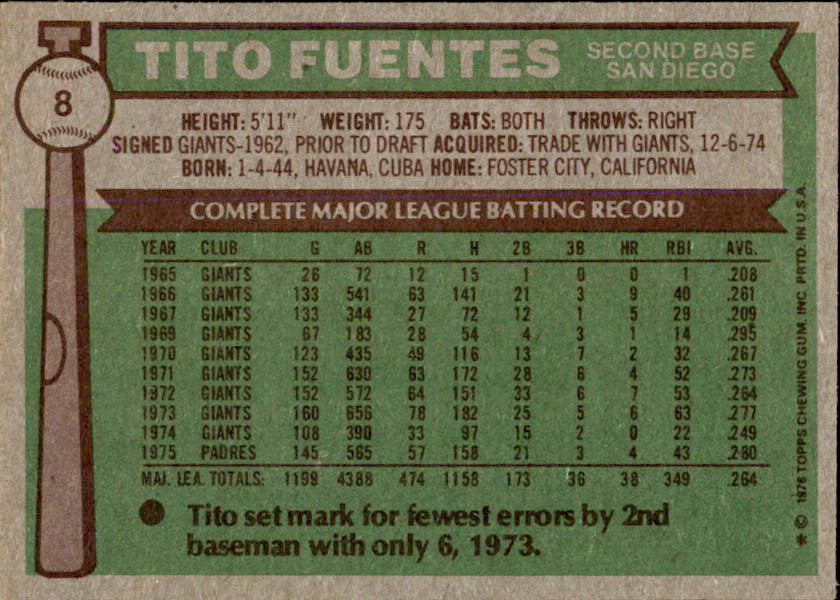 8
TITO FUENTES
SECOND BASE
SAN DIEGO
HEIGHT: 5'11" WEIGHT: 175 BATS: BOTH THROWS: RIGHT
SIGNED GIANTS-1962, PRIOR TO DRAFT ACQUIRED: TRADE WITH GIANTS, 12-6-74
BORN: 1-4-44, HAVANA, CUBA HOME: FOSTER CITY, CALIFORNIA
COMPLETE MAJOR LEAGUE BATTING RECORD
YEAR CLUB G AB R H 2B 3B HR RBI AVG.
1965 GIANTS 26 72 12 15 1 0 0 1 .208
1966 GIANTS 133 541 63 141 21 3 9 40 .261
1967 GIANTS 133 344 27 72 12 1 5 29 .209
1969 GIANTS 67 183 28 54 4 3 1 14 .295
1970 GIANTS 123 435 49 116 13 7 2 32 .267
1971 GIANTS 152 630 63 172 28 6 4 52 .273
1972 GIANTS 152 572 64 151 33 6 7 53 .264
1973 GIANTS 160 656 78 182 25 5 6 63 .277
1974 GIANTS 108 390 33 97 15 2 0 22 .249
1975 PADRES 145 565 57 158 21 3 4 43 .280
MAJ. LEA. TOTALS: 1199 4388 474 1158 173 36 38 349 .264
Tito set mark for fewest errors by 2nd
baseman with only 6, 1973.
* © 1976 TOPPS CHEWING GUM, INC. PRTD. IN U.S.A.